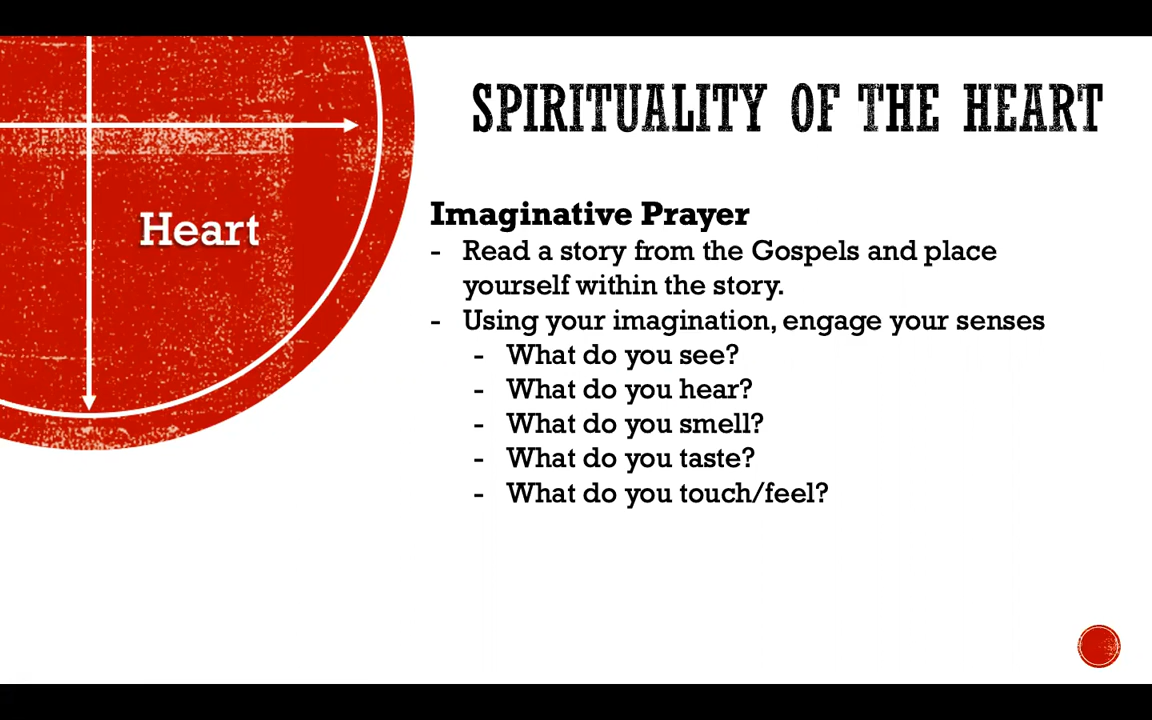 SPIRITUALITY OF THE HEART
Heart
Imaginative Prayer
- Read a story from the Gospels and place
yourself within the story.
- Using your imagination, engage your senses
- What do you see?
- What do you hear?
- What do you smell?
- What do you taste?
- What do you touch/feel?